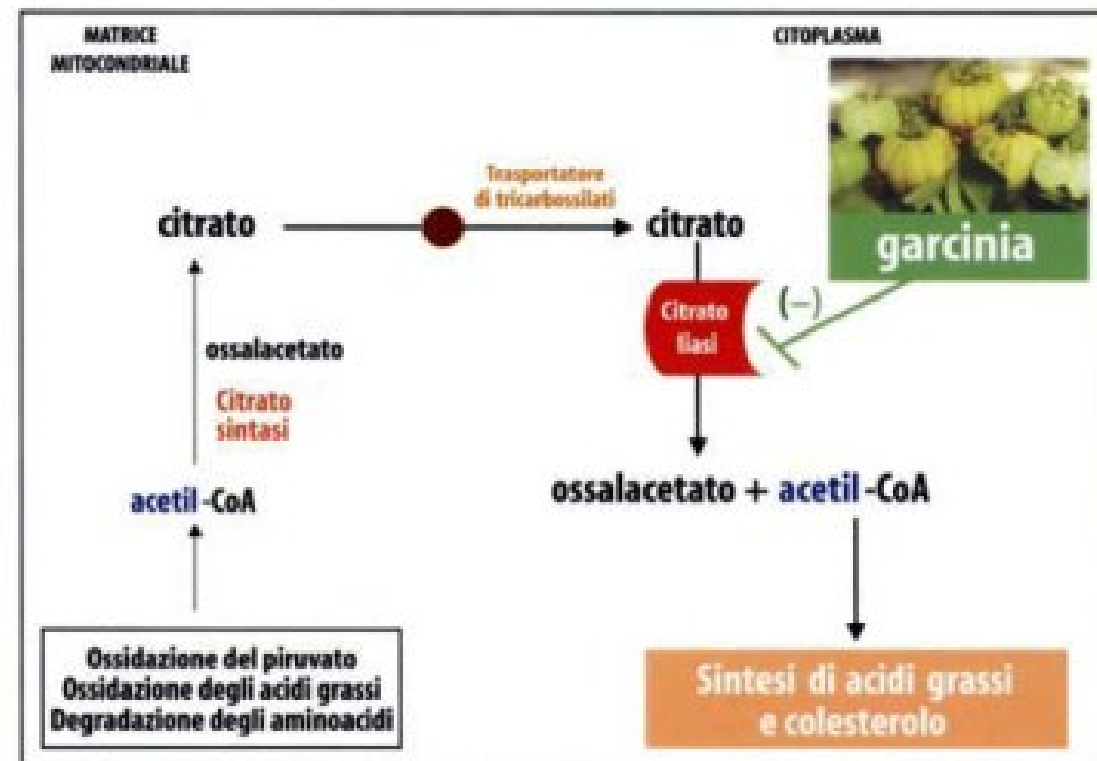 MATRICE
MITOCONDRIALE
CITOPLASMA
Trasportatore
di tricarbossilati
citrato
citrato
garcinia
(−)
Citrato
liasi
ossalacetato
Citrato
sintasi
acetil-CoA
ossalacetato + acetil-CoA
Ossidazione del piruvato
Ossidazione degli acidi grassi
Degradazione degli aminoacidi
Sintesi di acidi grassi
e colesterolo